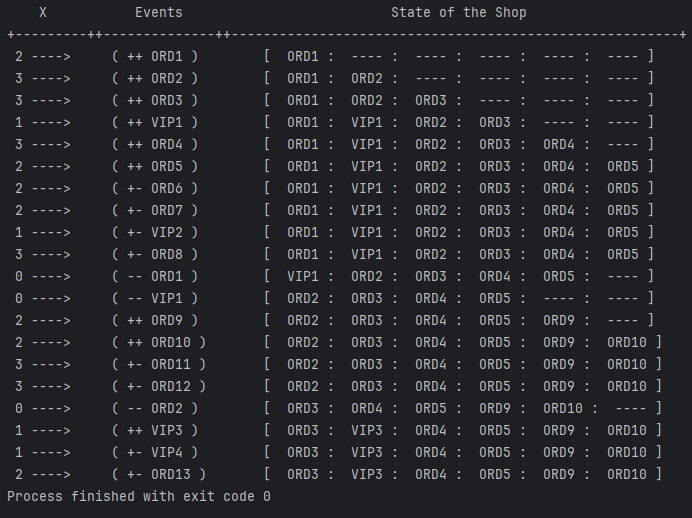 X           Events                          State of the Shop
+---------++--------------++--------------------------------------------------------+
 2 ---->     ( ++ ORD1 )        [  ORD1 :  ---- :  ---- :  ---- :  ---- :  ---- ]
 3 ---->     ( ++ ORD2 )        [  ORD1 :  ORD2 :  ---- :  ---- :  ---- :  ---- ]
 3 ---->     ( ++ ORD3 )        [  ORD1 :  ORD2 :  ORD3 :  ---- :  ---- :  ---- ]
 1 ---->     ( ++ VIP1 )        [  ORD1 :  VIP1 :  ORD2 :  ORD3 :  ---- :  ---- ]
 3 ---->     ( ++ ORD4 )        [  ORD1 :  VIP1 :  ORD2 :  ORD3 :  ORD4 :  ---- ]
 2 ---->     ( ++ ORD5 )        [  ORD1 :  VIP1 :  ORD2 :  ORD3 :  ORD4 :  ORD5 ]
 2 ---->     ( +- ORD6 )        [  ORD1 :  VIP1 :  ORD2 :  ORD3 :  ORD4 :  ORD5 ]
 2 ---->     ( +- ORD7 )        [  ORD1 :  VIP1 :  ORD2 :  ORD3 :  ORD4 :  ORD5 ]
 1 ---->     ( +- VIP2 )        [  ORD1 :  VIP1 :  ORD2 :  ORD3 :  ORD4 :  ORD5 ]
 3 ---->     ( +- ORD8 )        [  ORD1 :  VIP1 :  ORD2 :  ORD3 :  ORD4 :  ORD5 ]
 0 ---->     ( -- ORD1 )        [  VIP1 :  ORD2 :  ORD3 :  ORD4 :  ORD5 :  ---- ]
 0 ---->     ( -- VIP1 )        [  ORD2 :  ORD3 :  ORD4 :  ORD5 :  ---- :  ---- ]
 2 ---->     ( ++ ORD9 )        [  ORD2 :  ORD3 :  ORD4 :  ORD5 :  ORD9 :  ---- ]
 2 ---->     ( ++ ORD10 )       [  ORD2 :  ORD3 :  ORD4 :  ORD5 :  ORD9 :  ORD10 ]
 3 ---->     ( +- ORD11 )       [  ORD2 :  ORD3 :  ORD4 :  ORD5 :  ORD9 :  ORD10 ]
 3 ---->     ( +- ORD12 )       [  ORD2 :  ORD3 :  ORD4 :  ORD5 :  ORD9 :  ORD10 ]
 0 ---->     ( -- ORD2 )        [  ORD3 :  ORD4 :  ORD5 :  ORD9 :  ORD10 :  ---- ]
 1 ---->     ( ++ VIP3 )        [  ORD3 :  VIP3 :  ORD4 :  ORD5 :  ORD9 :  ORD10 ]
 1 ---->     ( +- VIP4 )        [  ORD3 :  VIP3 :  ORD4 :  ORD5 :  ORD9 :  ORD10 ]
 2 ---->     ( +- ORD13 )       [  ORD3 :  VIP3 :  ORD4 :  ORD5 :  ORD9 :  ORD10 ]
Process finished with exit code 0